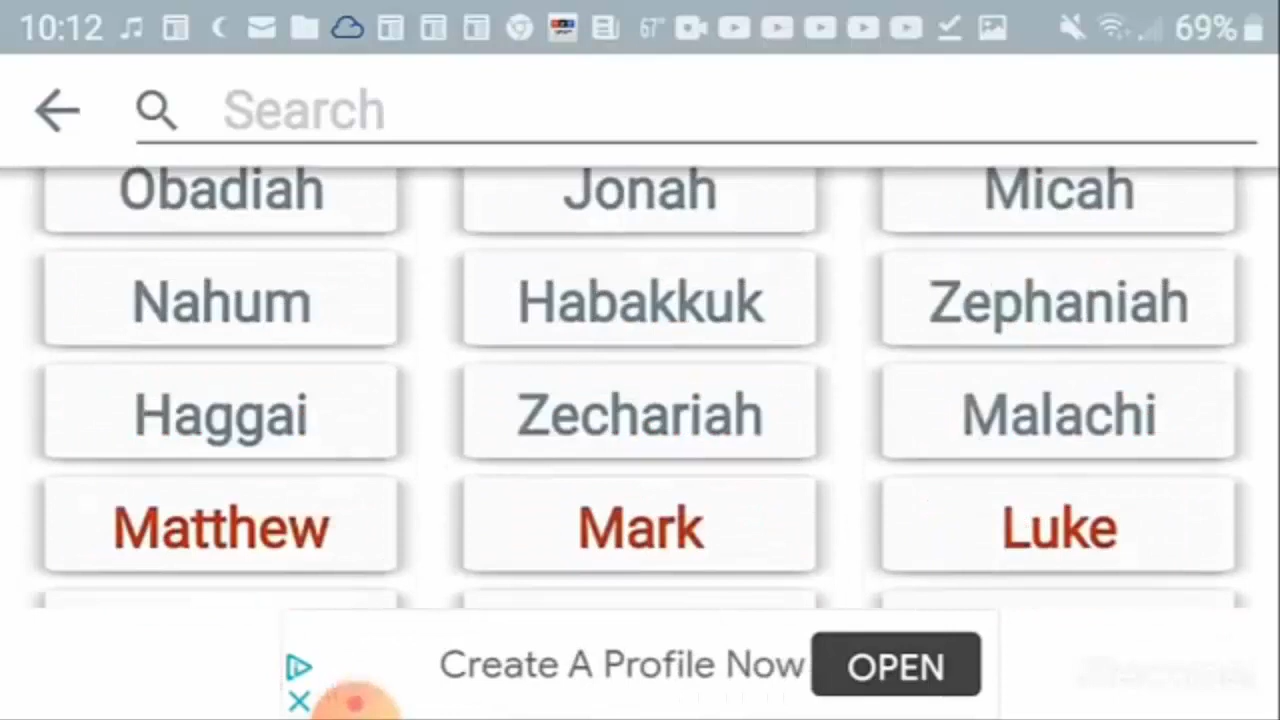 10:12 67° 69%
Search
Obadiah Jonah Micah
Nahum Habakkuk Zephaniah
Haggai Zechariah Malachi
Matthew Mark Luke
Create A Profile Now OPEN